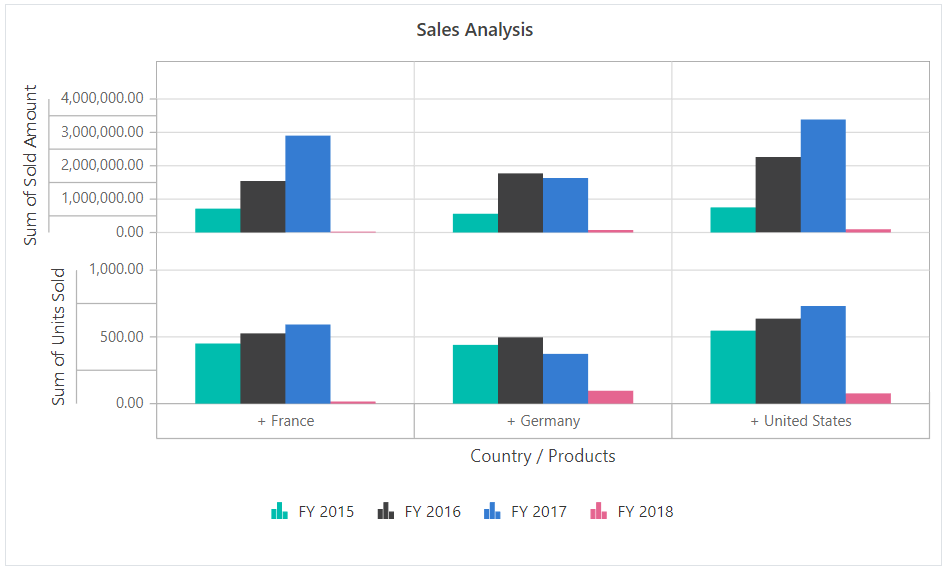 Sales Analysis
Sum of Sold Amount
4,000,000.00
3,000,000.00
2,000,000.00
1,000,000.00
0.00
Sum of Units Sold
1,000.00
500.00
0.00
+ France + Germany + United States
Country / Products
FY 2015 FY 2016 FY 2017 FY 2018